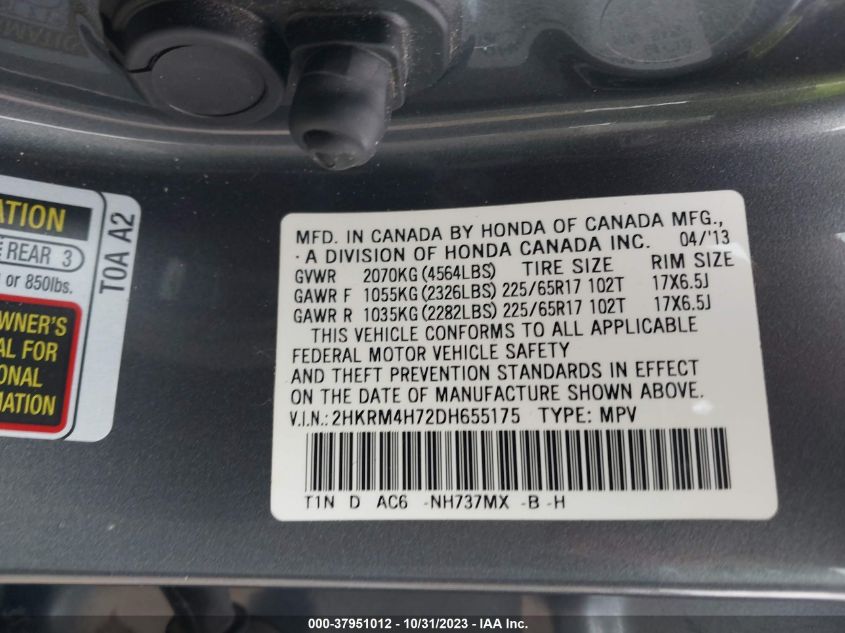 ATION
REAR 3
or 850lbs.
OWNER'S
AL FOR
ONAL
MATION
TOA A2
MFD. IN CANADA BY HONDA OF CANADA MFG.,
· A DIVISION OF HONDA CANADA INC. 04/'13
GVWR 2070KG (4564LBS) TIRE SIZE RIM SIZE
GAWR F 1055KG (2326LBS) 225/65R17 102T 17X6.5J
GAWR R 1035KG (2282LBS) 225/65R17 102T 17X6.5J
THIS VEHICLE CONFORMS TO ALL APPLICABLE
FEDERAL MOTOR VEHICLE SAFETY
AND THEFT PREVENTION STANDARDS IN EFFECT
ON THE DATE OF MANUFACTURE SHOWN ABOVE.
V.I.N.: 2HKRM4H72DH655175 TYPE: MPV
T1N D AC6 -NH737MX -B -H
000-37951012 - 10/31/2023 - IAA Inc.